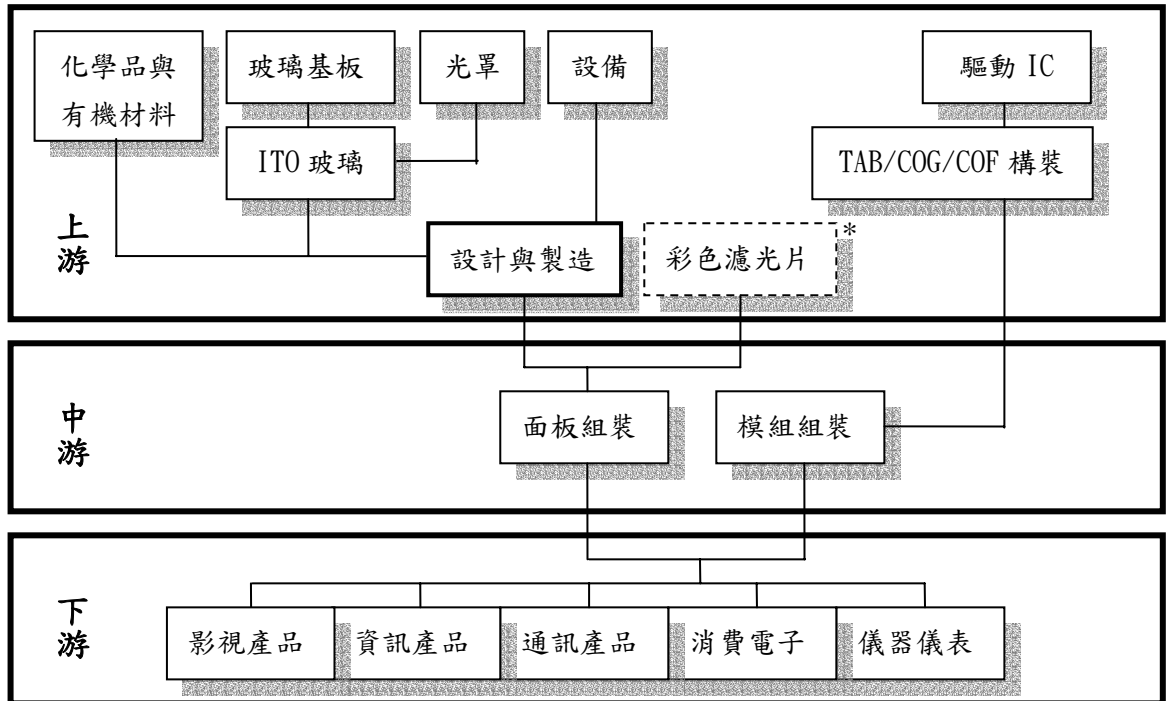 化學品與
有機材料
玻璃基板
光罩
設備
驅動 IC
ITO 玻璃
TAB/COG/COF 構裝
上游
設計與製造
彩色濾光片
*
中游
面板組裝
模組組裝
下游
影視產品
資訊產品
通訊產品
消費電子
儀器儀表